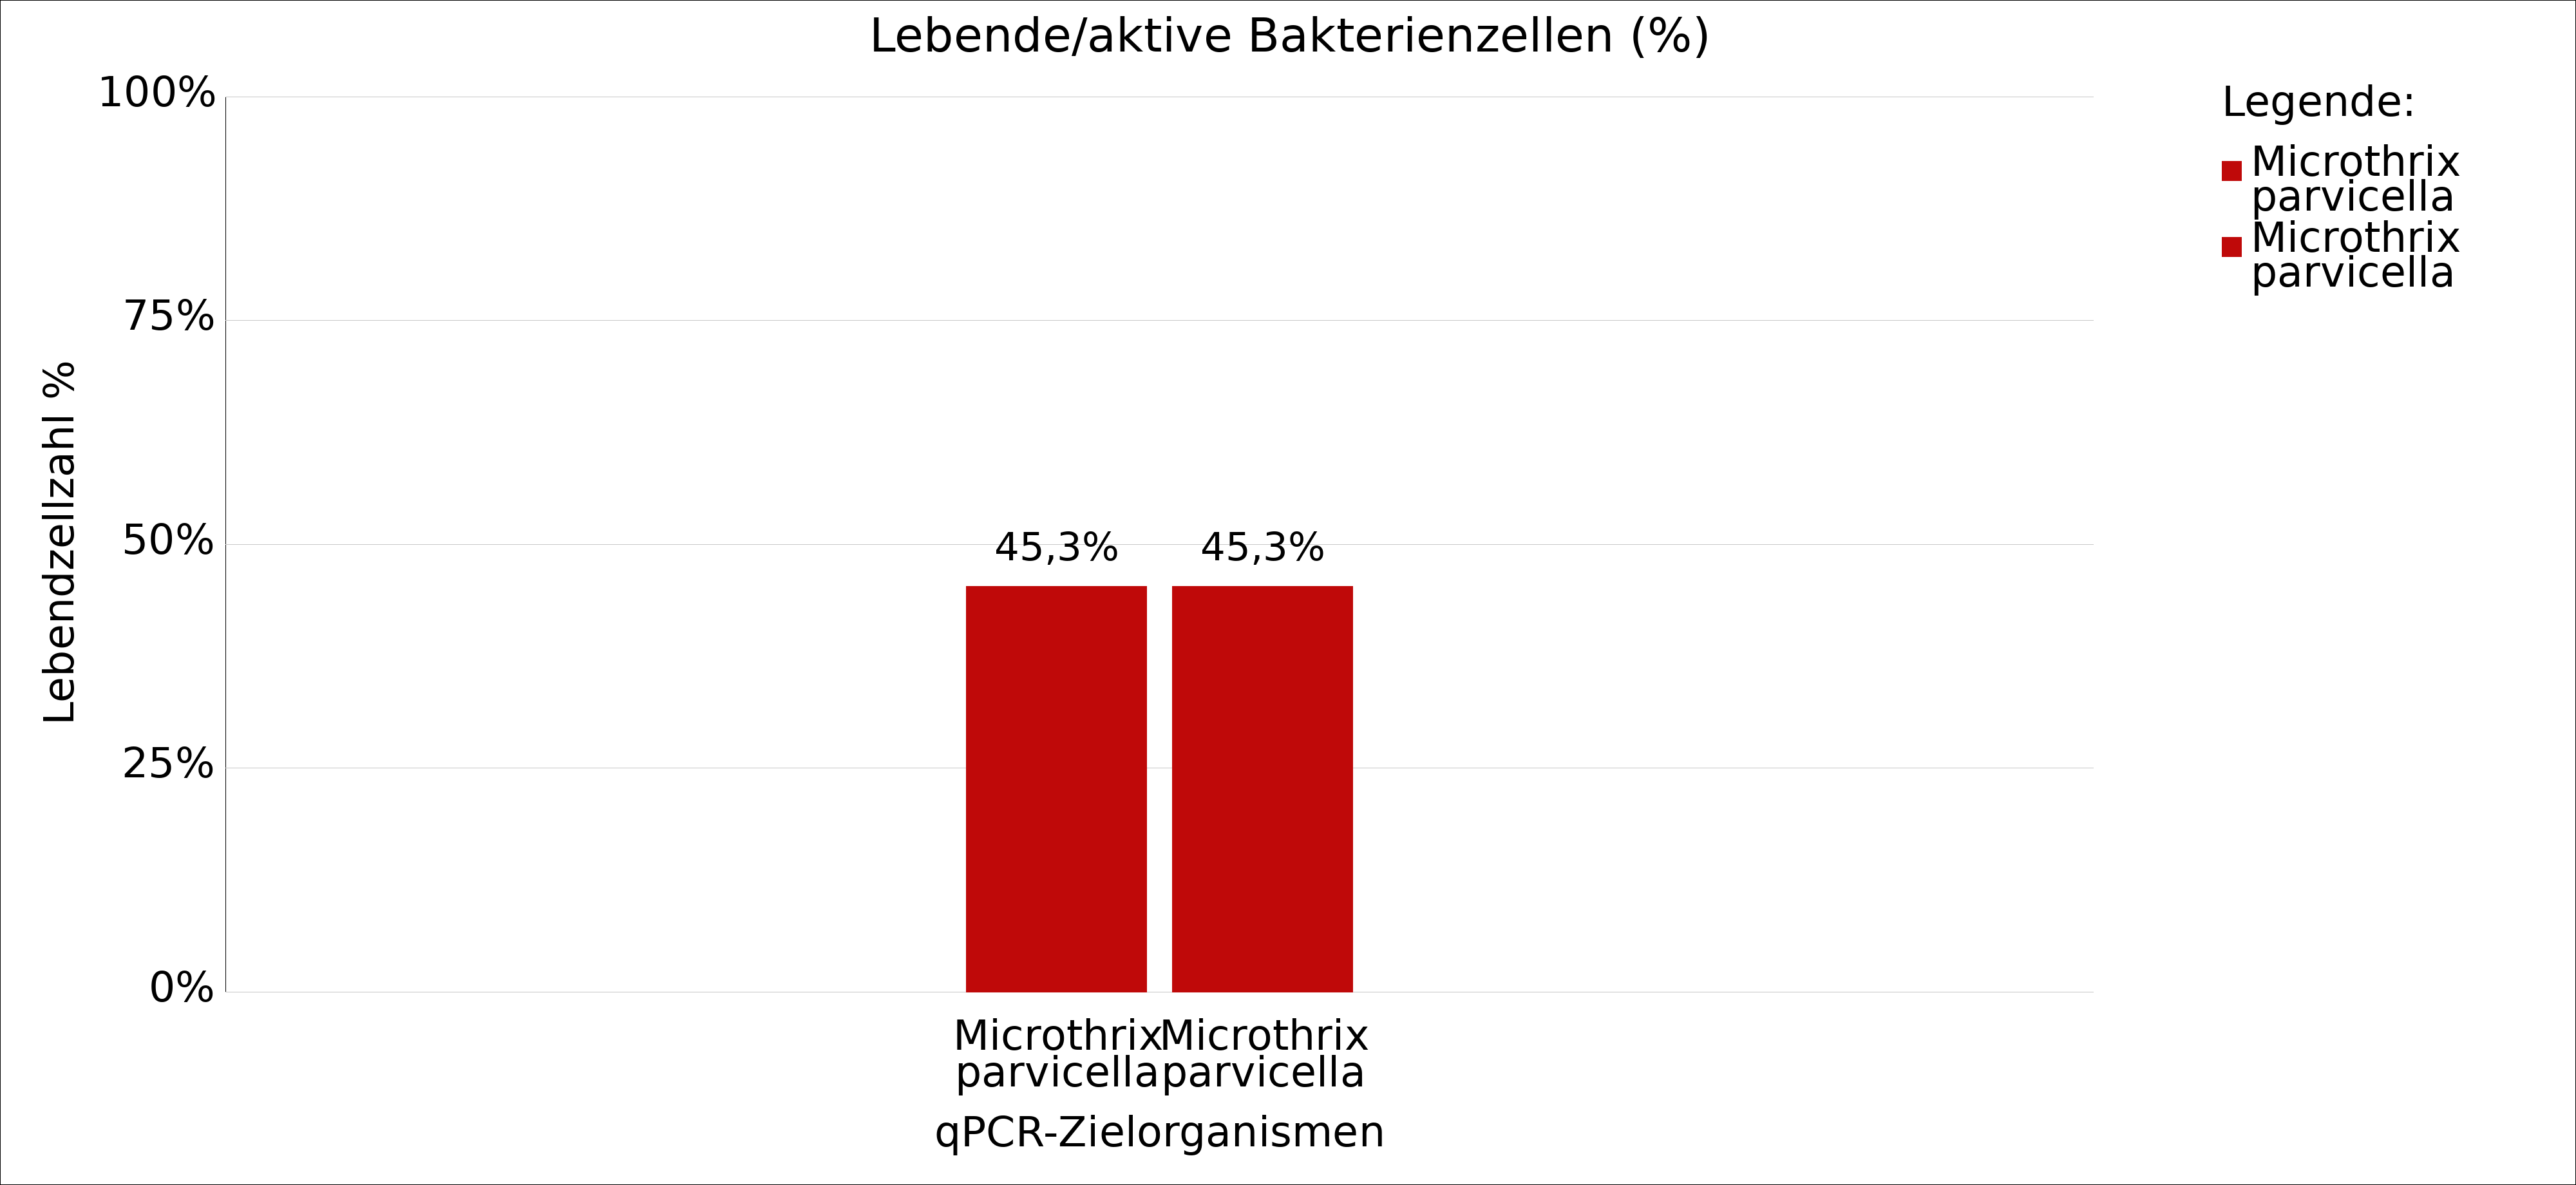 Lebende/aktive Bakterienzellen (%)
100%
75%
50%
25%
0%
Lebendzellzahl %
45,3%
45,3%
Microthrix
parvicella
Microthrix
parvicella
qPCR-Zielorganismen
Legende:
Microthrix
parvicella
Microthrix
parvicella